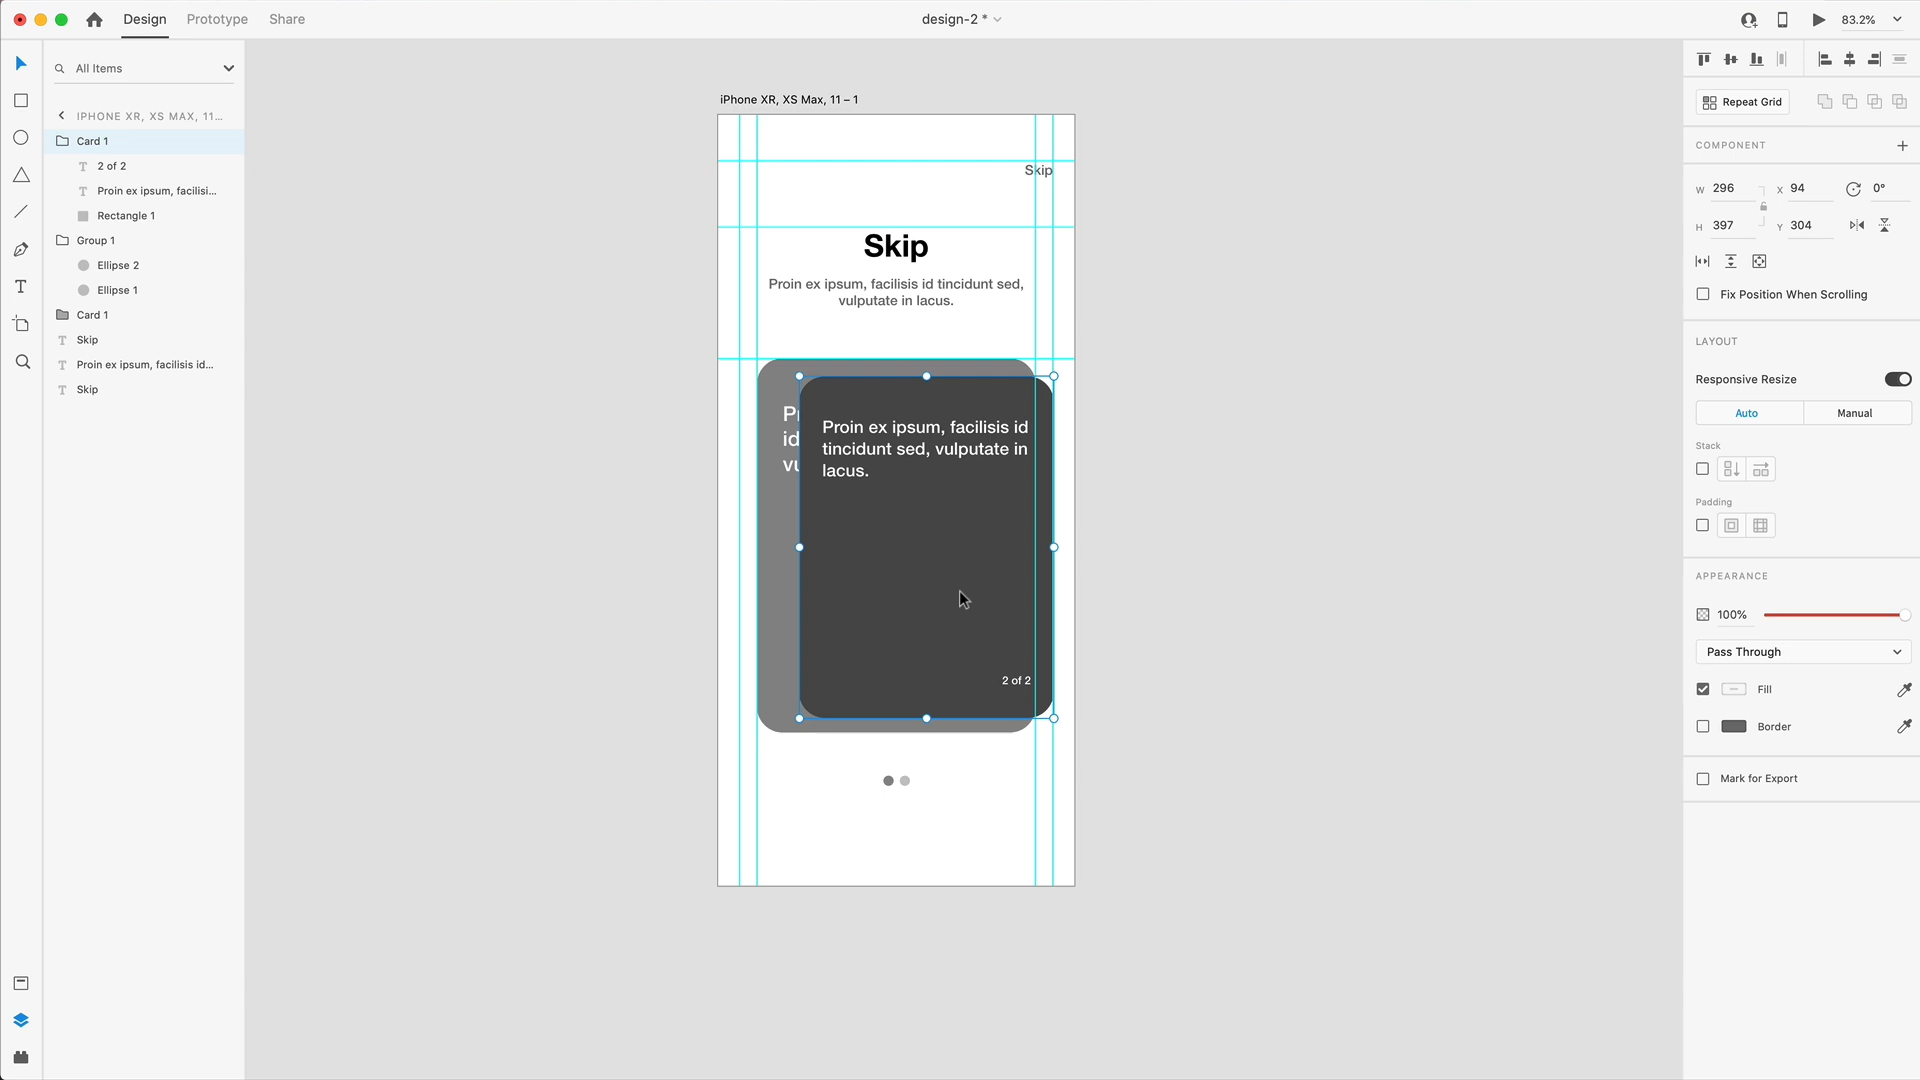 Design
Prototype
Share
design-2 *
83.2%
All Items
IPHONE XR, XS MAX, 11...
Card 1
2 of 2
Proin ex ipsum, facilisi...
Rectangle 1
Group 1
Ellipse 2
Ellipse 1
Card 1
Skip
Proin ex ipsum, facilisis id...
Skip
iPhone XR, XS Max, 11 – 1
Skip
Skip
Proin ex ipsum, facilisis id tincidunt sed,
vulputate in lacus.
Pr
id
vu
Proin ex ipsum, facilisis id
tincidunt sed, vulputate in
lacus.
2 of 2
Repeat Grid
COMPONENT
W 296 X 94 0°
H 397 Y 304
Fix Position When Scrolling
LAYOUT
Responsive Resize
Auto Manual
Stack
Padding
APPEARANCE
100%
Pass Through
Fill
Border
Mark for Export